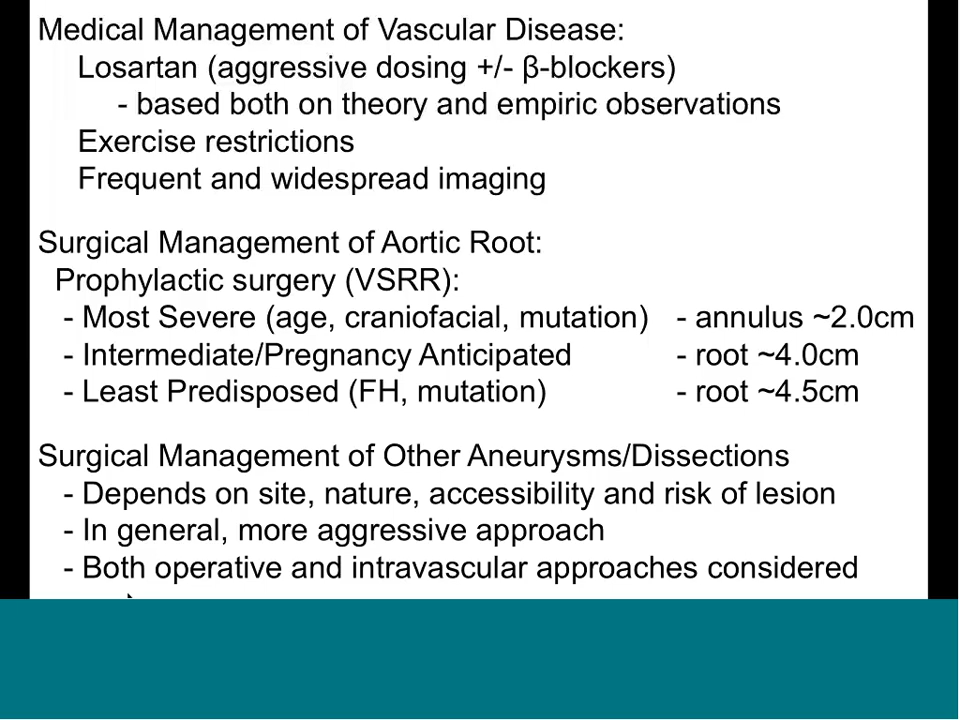 Medical Management of Vascular Disease:
Losartan (aggressive dosing +/- β-blockers)
- based both on theory and empiric observations
Exercise restrictions
Frequent and widespread imaging
Surgical Management of Aortic Root:
Prophylactic surgery (VSRR):
- Most Severe (age, craniofacial, mutation) - annulus ~2.0cm
- Intermediate/Pregnancy Anticipated - root ~4.0cm
- Least Predisposed (FH, mutation) - root ~4.5cm
Surgical Management of Other Aneurysms/Dissections
- Depends on site, nature, accessibility and risk of lesion
- In general, more aggressive approach
- Both operative and intravascular approaches considered